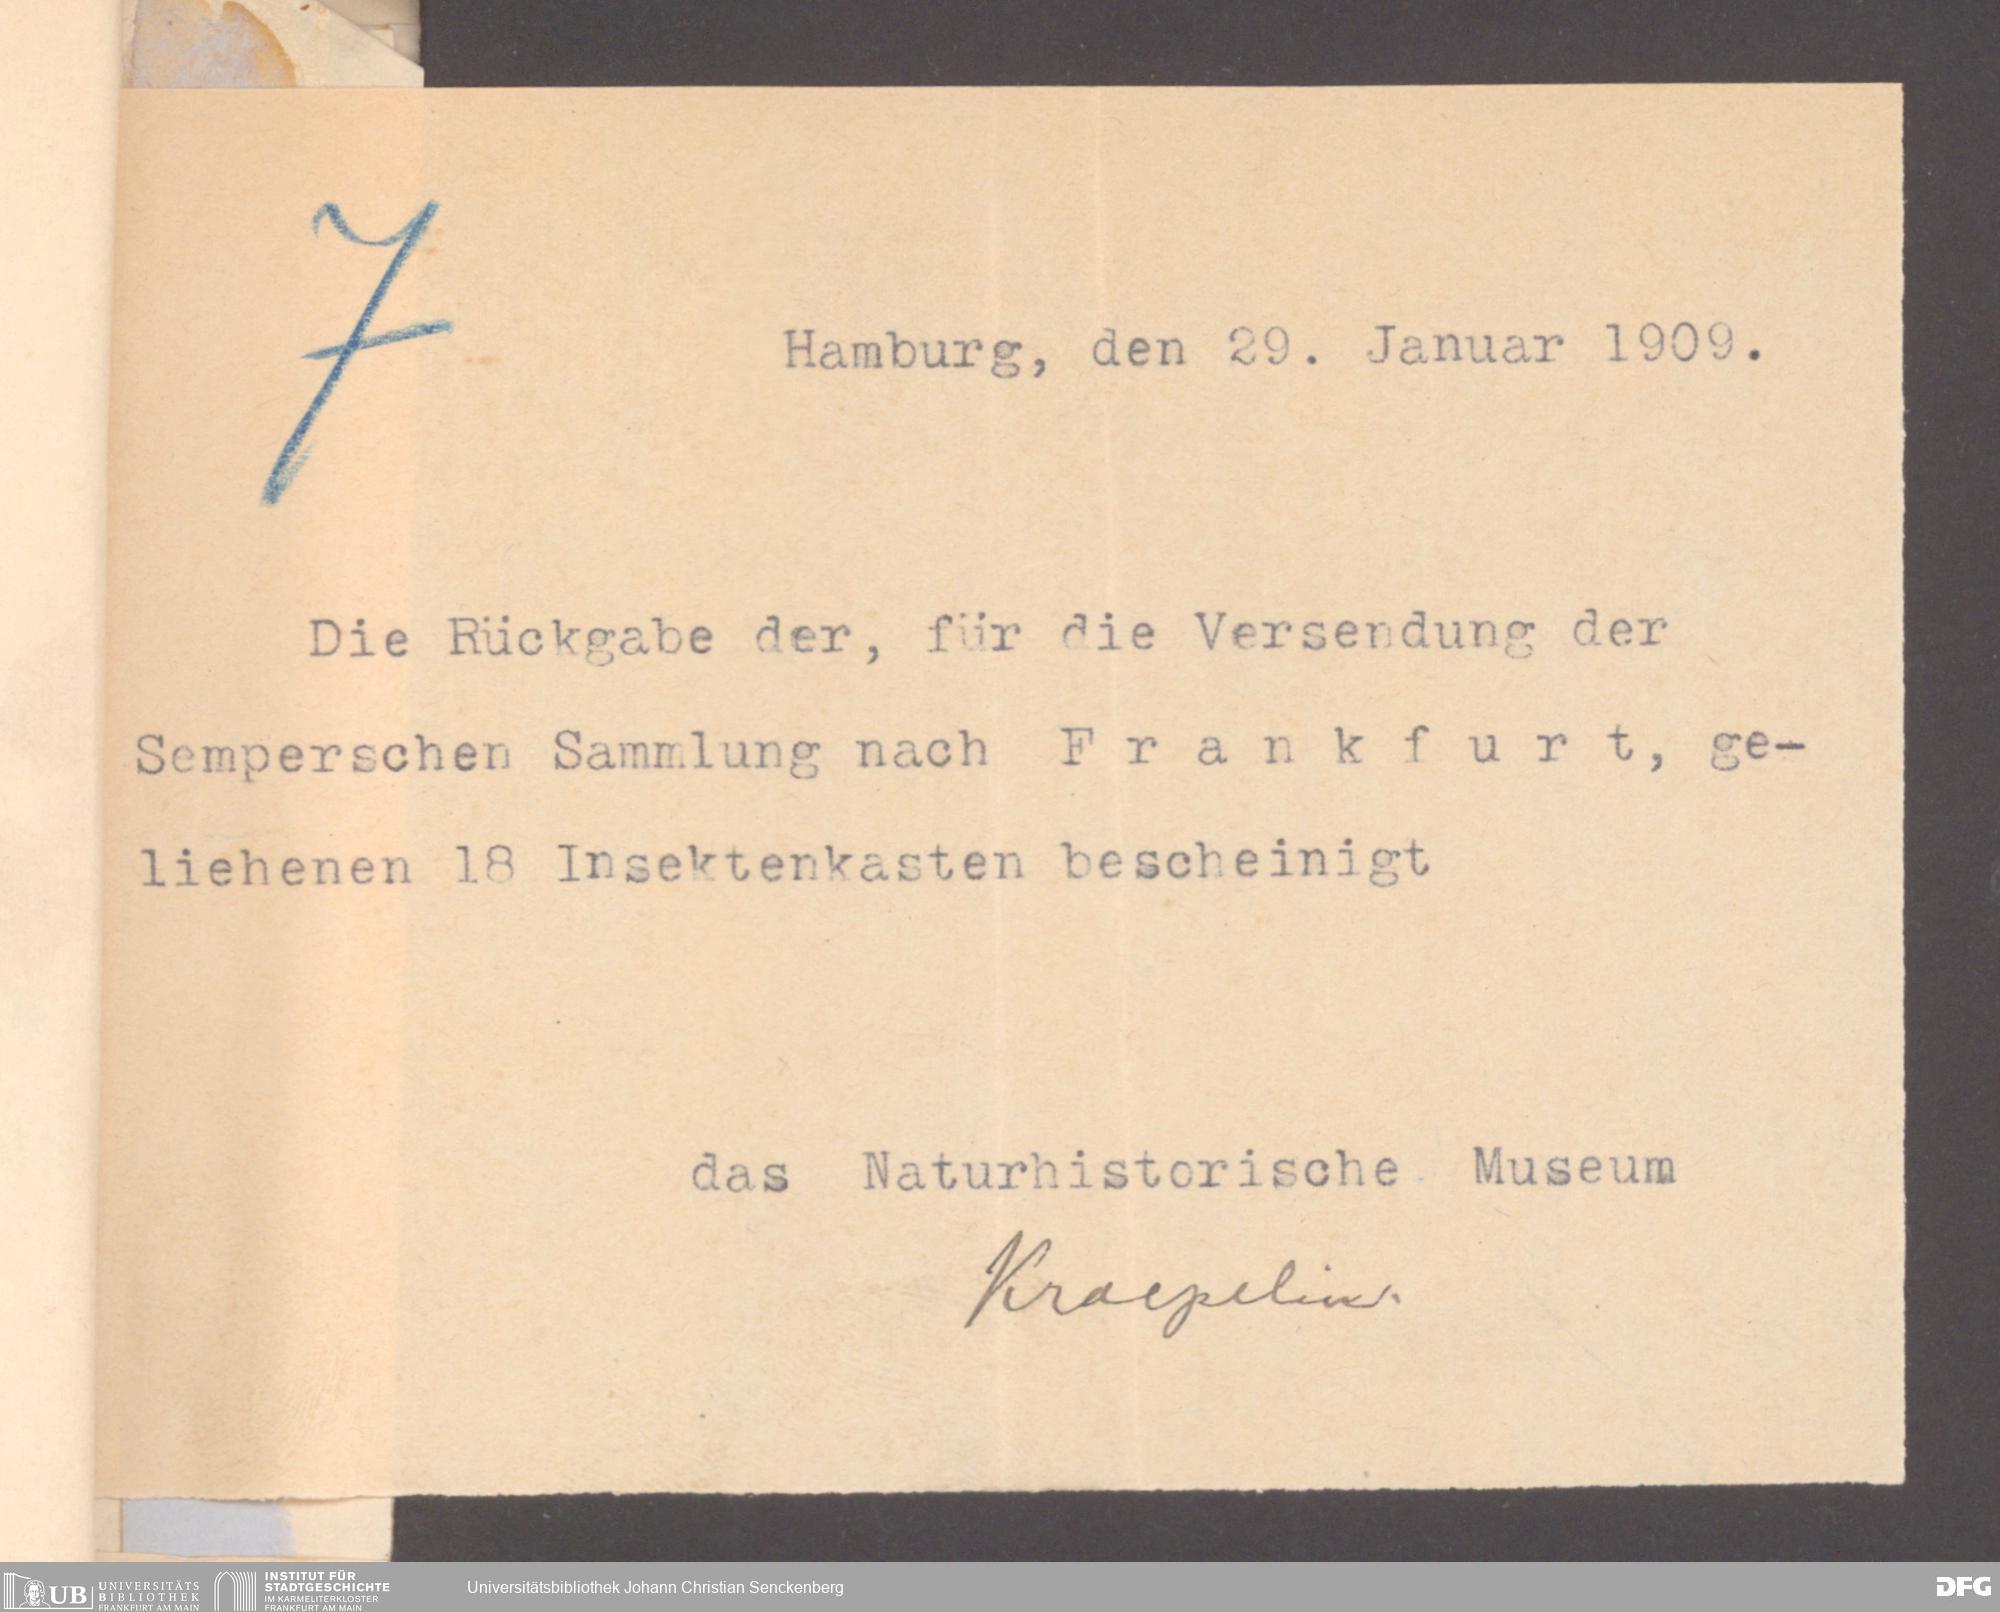 7
Hamburg, den 29. Januar 1909.
Die Rückgabe der, für die Versendung der
Semperschen Sammlung nach F r a n k f u r t, ge-
liehenen 18 Insektenkasten bescheinigt
das Naturhistorische Museum
Kraepelin.
UB UNIVERSITÄTS
BIBLIOTHEK
FRANKFURT AM MAIN
INSTITUT FÜR
STADTGESCHICHTE
IM KARMELITERKLOSTER
FRANKFURT AM MAIN
Universitätsbibliothek Johann Christian Senckenberg
DFG